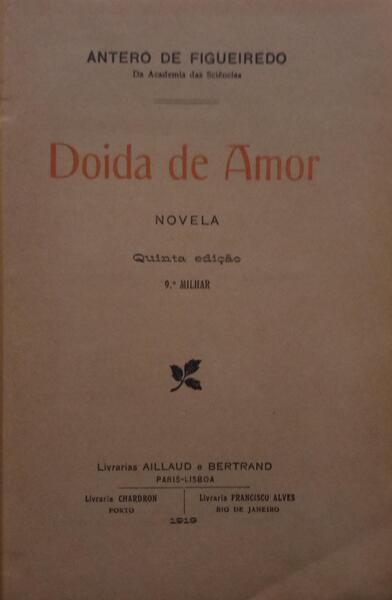 ANTERO DE FIGUEIREDO
Da Academia das Sciências
Doida de Amor
NOVELA
Quinta edição
9.º MILHAR
Livrarias AILLAUD e BERTRAND
PARIS-LISBOA
Livraria CHARDRON
PORTO
Livraria FRANCISCO ALVES
RIO DE JANEIRO
1919